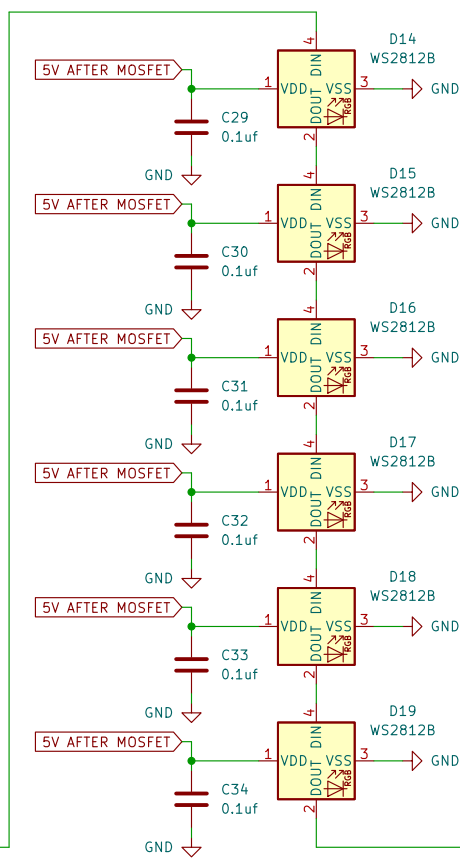 D14
WS2812B
5V AFTER MOSFET
4
DIN
1
VDD
VSS
3
GND
DOUT
RGB
2
C29
0.1uf
GND
D15
WS2812B
5V AFTER MOSFET
4
DIN
1
VDD
VSS
3
GND
DOUT
RGB
2
C30
0.1uf
GND
D16
WS2812B
5V AFTER MOSFET
4
DIN
1
VDD
VSS
3
GND
DOUT
RGB
2
C31
0.1uf
GND
D17
WS2812B
5V AFTER MOSFET
4
DIN
1
VDD
VSS
3
GND
DOUT
RGB
2
C32
0.1uf
GND
D18
WS2812B
5V AFTER MOSFET
4
DIN
1
VDD
VSS
3
GND
DOUT
RGB
2
C33
0.1uf
GND
D19
WS2812B
5V AFTER MOSFET
4
DIN
1
VDD
VSS
3
GND
DOUT
RGB
2
C34
0.1uf
GND